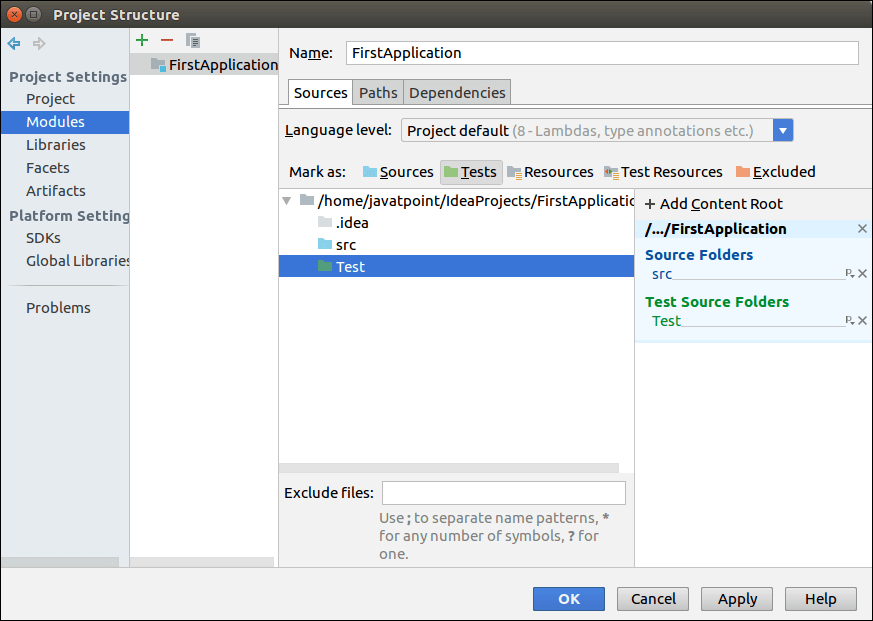 Project Structure
Project Settings
Project
Modules
Libraries
Facets
Artifacts
Platform Setting
SDKs
Global Libraries
Problems
FirstApplication
Name: FirstApplication
Sources Paths Dependencies
Language level: Project default (8 - Lambdas, type annotations etc.)
Mark as: Sources Tests Resources Test Resources Excluded
/home/javatpoint/IdeaProjects/FirstApplicatio
.idea
src
Test
+ Add Content Root
/.../FirstApplication
Source Folders
src
Test Source Folders
Test
Exclude files:
Use ; to separate name patterns, *
for any number of symbols, ? for
one.
OK Cancel Apply Help